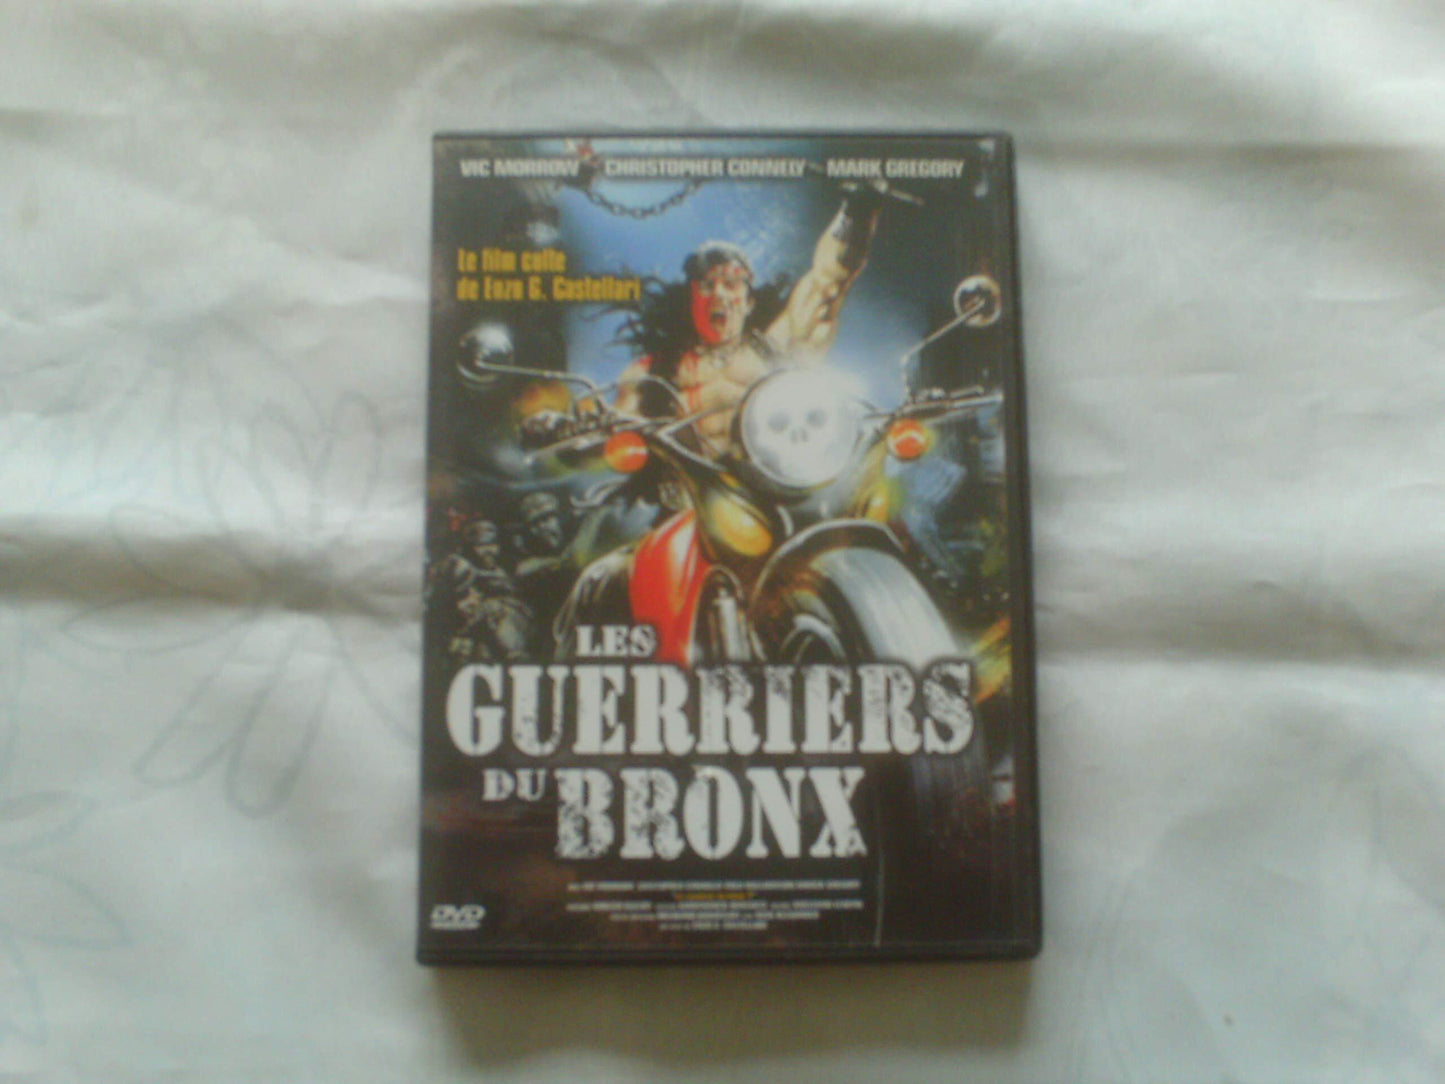 VIC MORROW CHRISTOPHER CONNELY MARK GREGORY
Le film culte
de Enzo G. Castellari
LES
GUERRIERS
DU BRONX
DVD